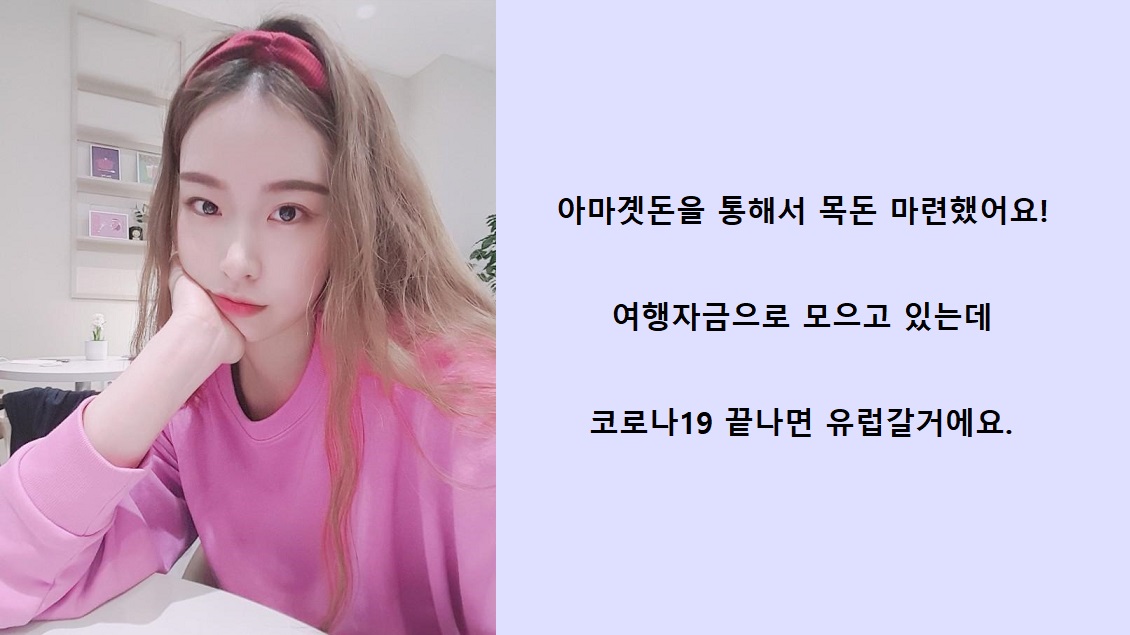 아마곗돈을 통해서 목돈 마련했어요!
여행자금으로 모으고 있는데
코로나19 끝나면 유럽갈거에요.